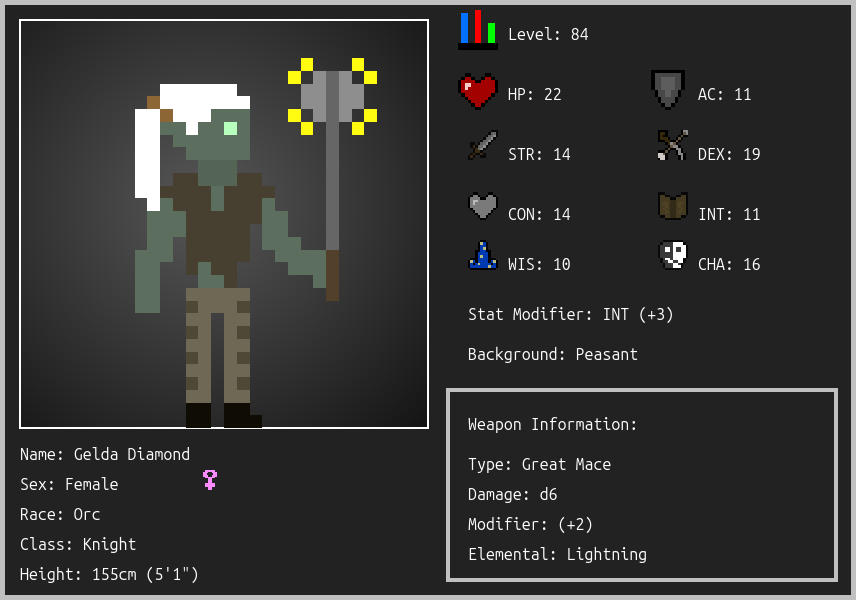 Level: 84
HP: 22
AC: 11
STR: 14
DEX: 19
CON: 14
INT: 11
WIS: 10
CHA: 16
Stat Modifier: INT (+3)
Background: Peasant
Weapon Information:
Type: Great Mace
Damage: d6
Modifier: (+2)
Elemental: Lightning
Name: Gelda Diamond
Sex: Female
Race: Orc
Class: Knight
Height: 155cm (5'1")